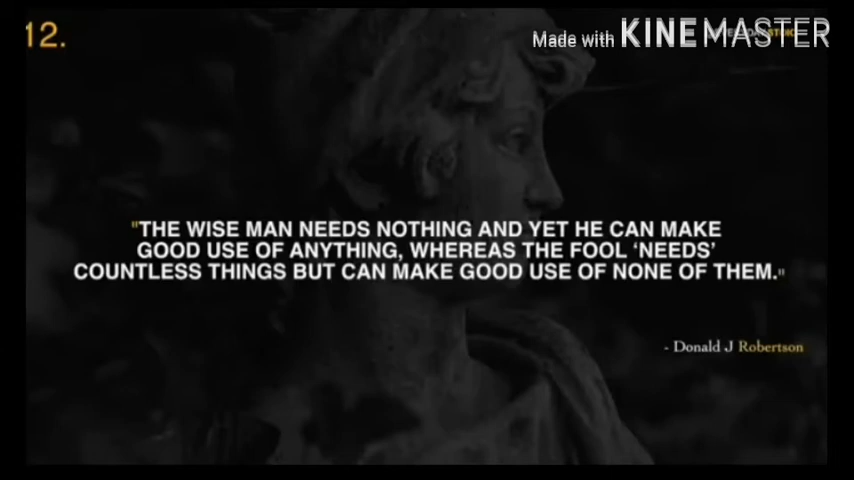 12.
Made with KINEMASTER
"THE WISE MAN NEEDS NOTHING AND YET HE CAN MAKE
GOOD USE OF ANYTHING, WHEREAS THE FOOL ‘NEEDS’
COUNTLESS THINGS BUT CAN MAKE GOOD USE OF NONE OF THEM."
- Donald J Robertson